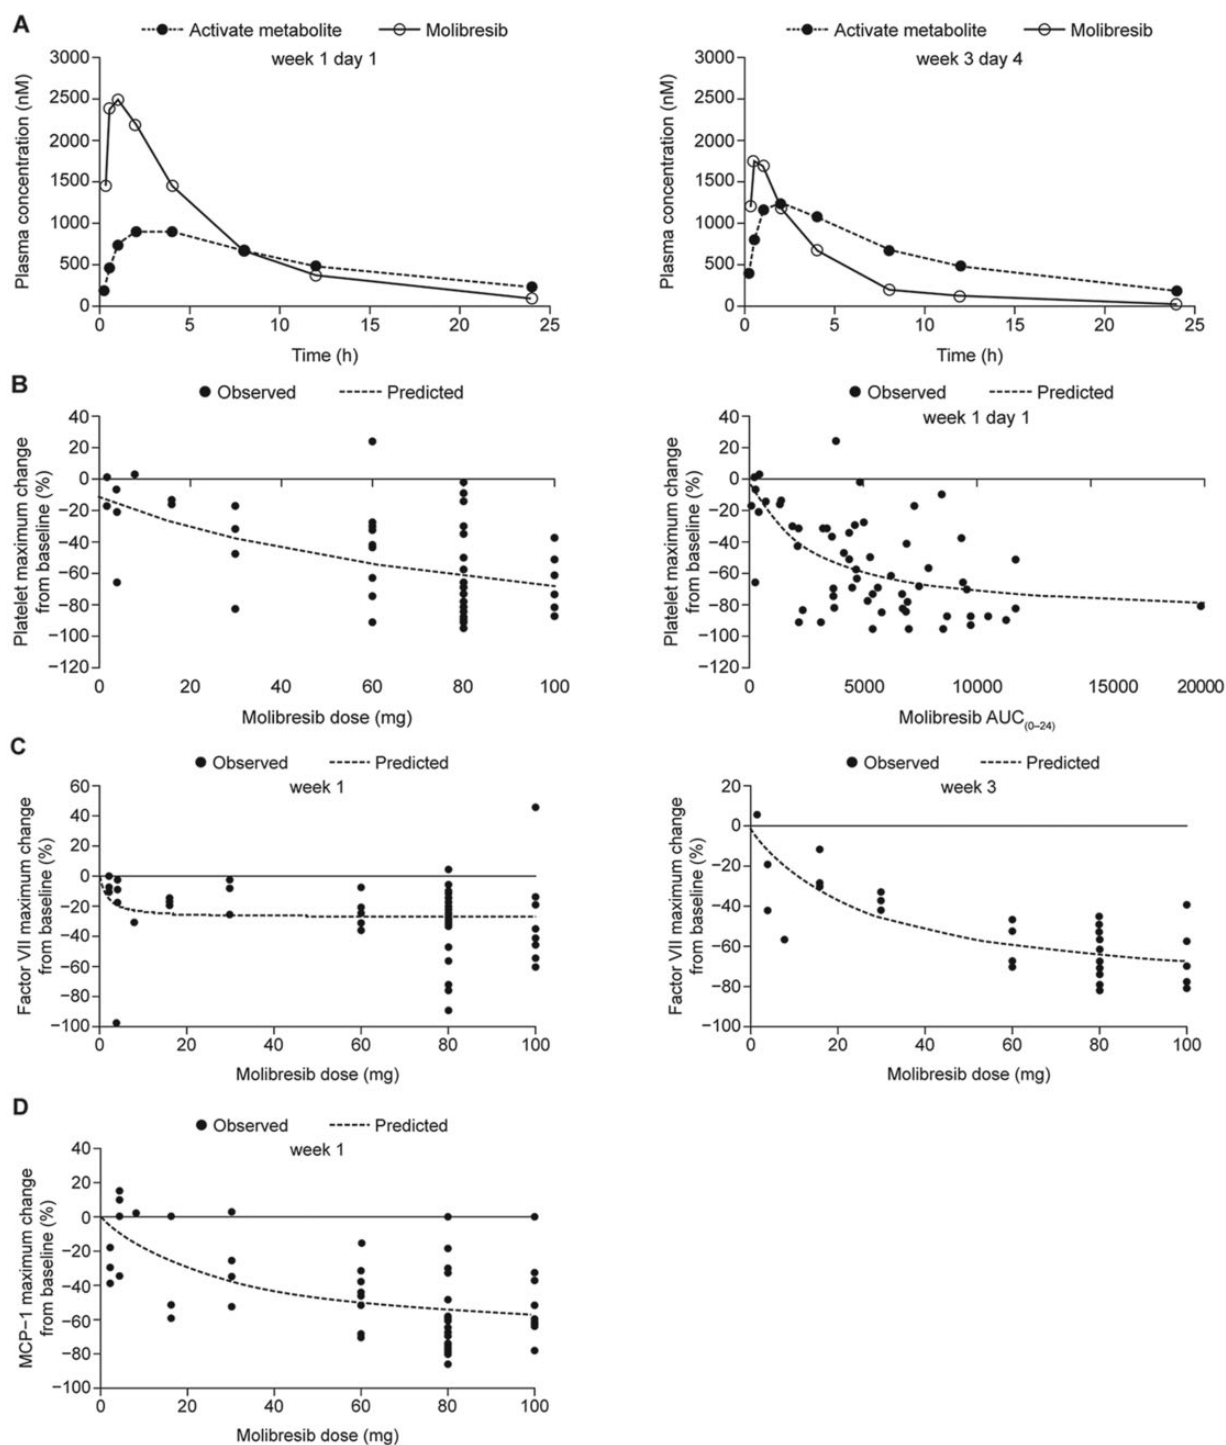 A
Activate metabolite
Molibresib
week 1 day 1
Plasma concentration (nM)
3000
2500
2000
1500
1000
500
0
0 5 10 15 20 25
Time (h)
Activate metabolite
Molibresib
week 3 day 4
Plasma concentration (nM)
3000
2500
2000
1500
1000
500
0
0 5 10 15 20 25
Time (h)
B
Observed
Predicted
Platelet maximum change
from baseline (%)
40
20
0
−20
−40
−60
−80
−100
−120
0 20 40 60 80 100
Molibresib dose (mg)
Observed
Predicted
week 1 day 1
Platelet maximum change
from baseline (%)
40
20
0
−20
−40
−60
−80
−100
−120
0 5000 10000 15000 20000
Molibresib AUC(0–24)
C
Observed
Predicted
week 1
Factor VII maximum change
from baseline (%)
60
40
20
0
−20
−40
−60
−80
−100
0 20 40 60 80 100
Molibresib dose (mg)
Observed
Predicted
week 3
Factor VII maximum change
from baseline (%)
20
0
−20
−40
−60
−80
−100
0 20 40 60 80 100
Molibresib dose (mg)
D
Observed
Predicted
week 1
MCP−1 maximum change
from baseline (%)
40
20
0
−20
−40
−60
−80
−100
0 20 40 60 80 100
Molibresib dose (mg)